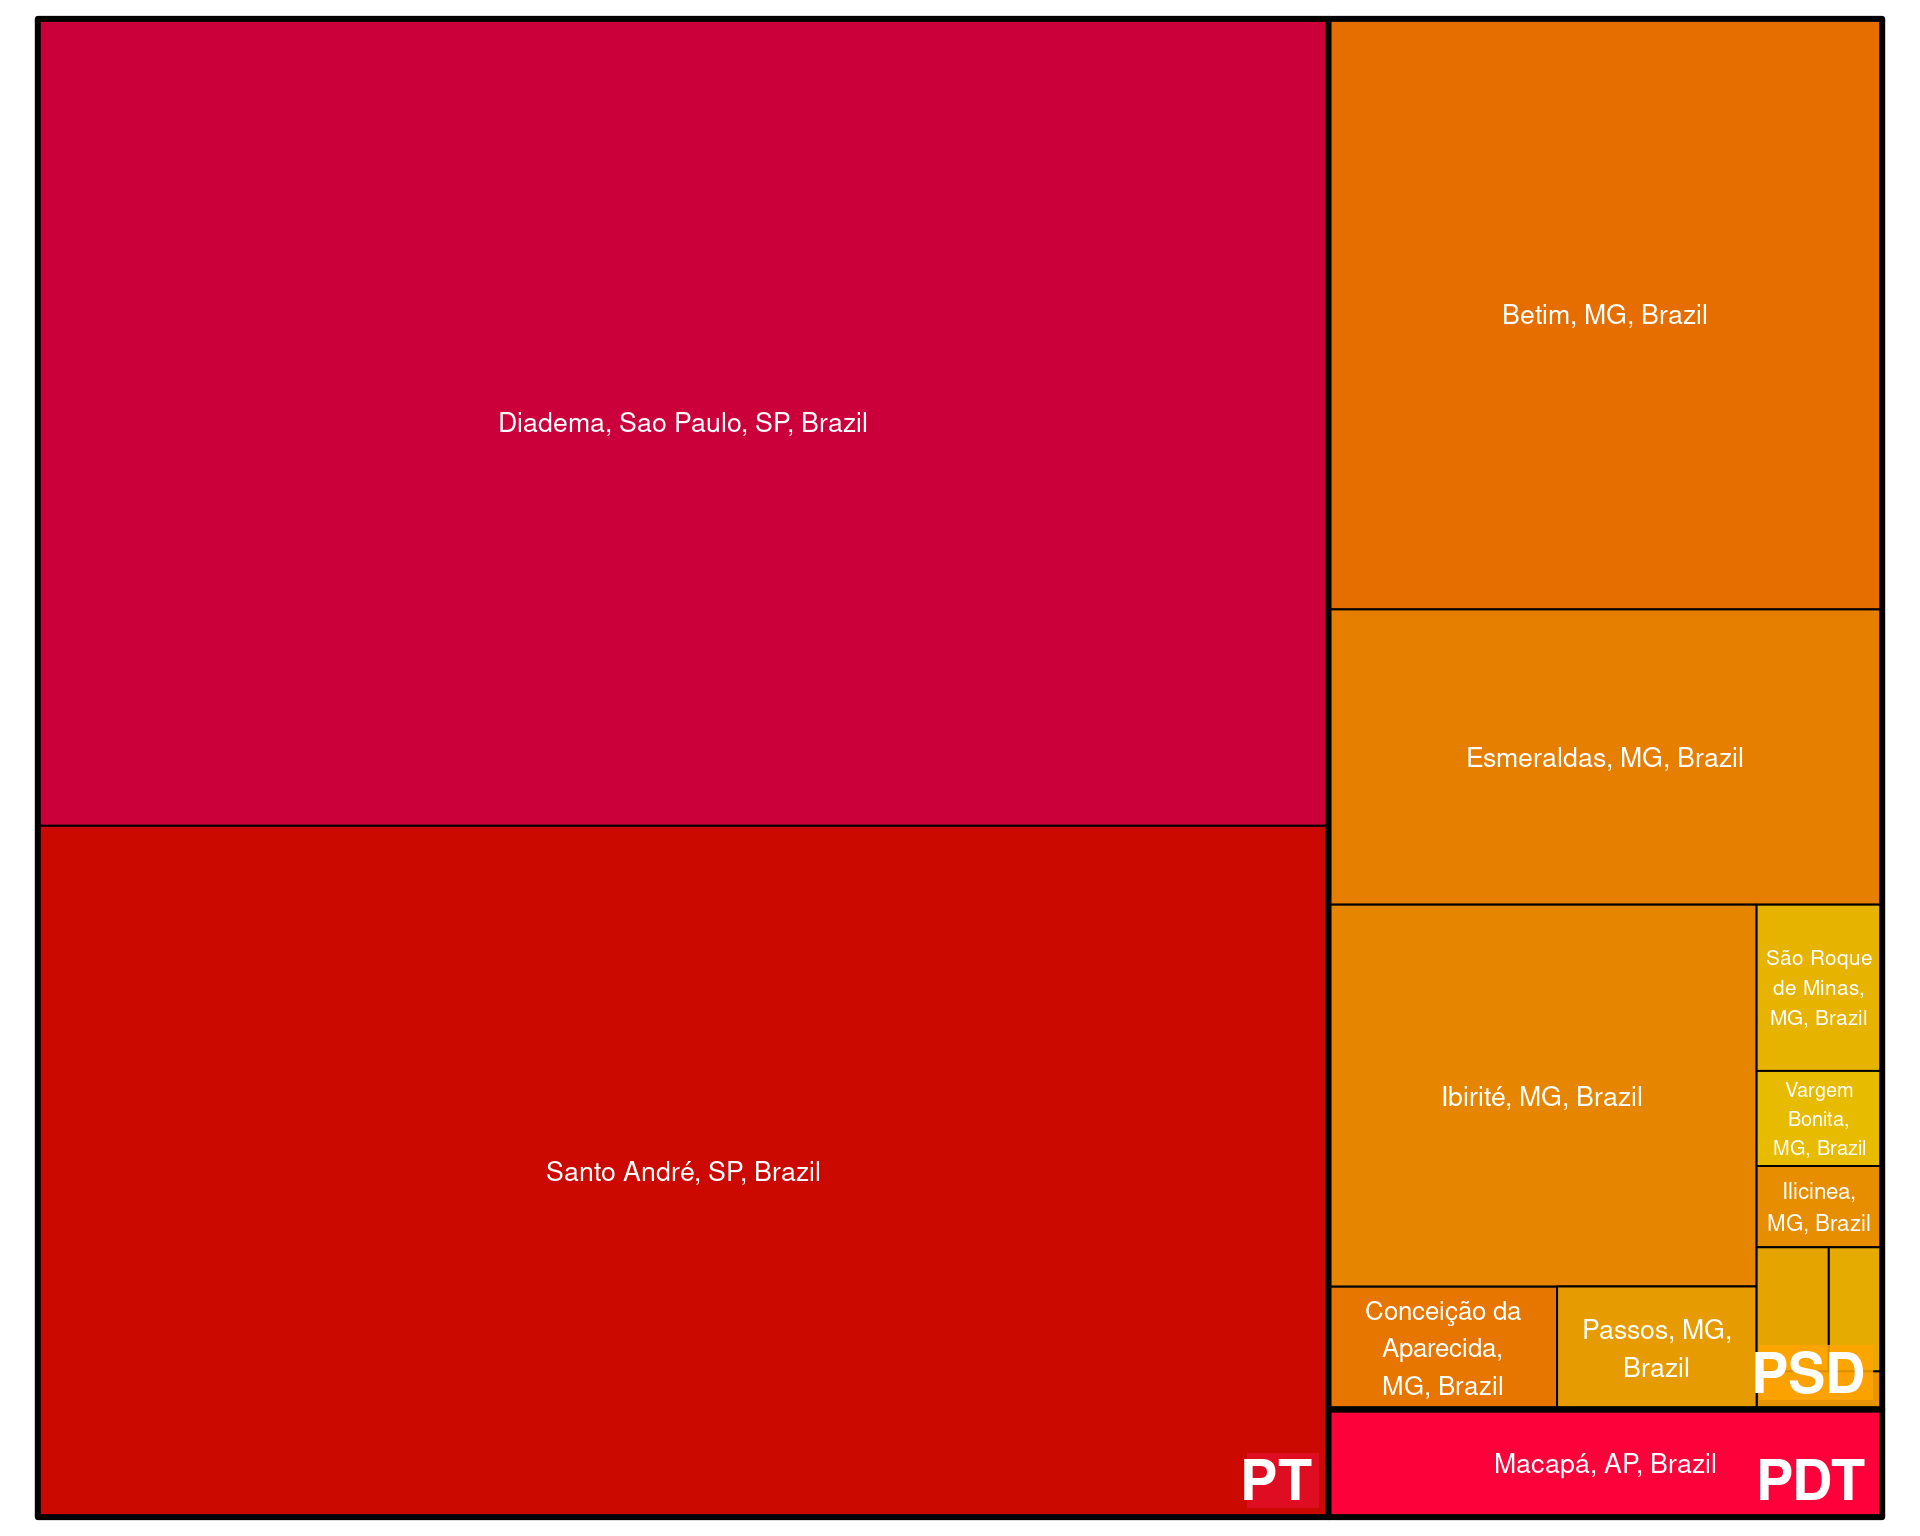 Diadema, Sao Paulo, SP, Brazil
Santo André, SP, Brazil
PT
Betim, MG, Brazil
Esmeraldas, MG, Brazil
Ibirité, MG, Brazil
São Roque
de Minas,
MG, Brazil
Vargem
Bonita,
MG, Brazil
Ilicinea,
MG, Brazil
Conceição da
Aparecida,
MG, Brazil
Passos, MG,
Brazil
PSD
Macapá, AP, Brazil
PDT